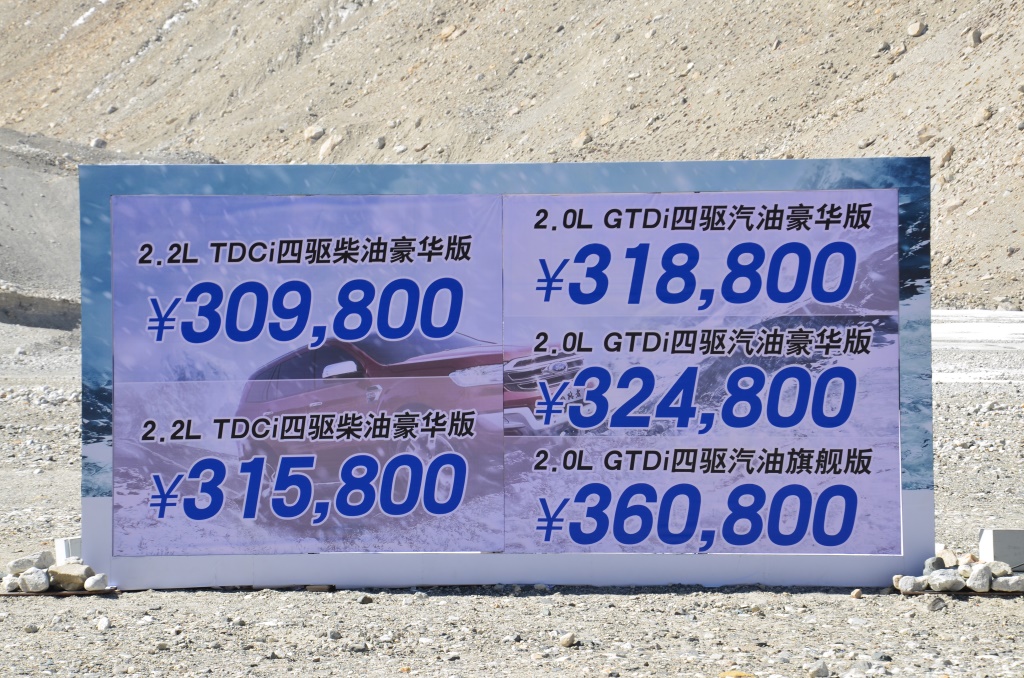 2.2L TDCi四驱柴油豪华版
¥309,800
2.2L TDCi四驱柴油豪华版
¥315,800
2.0L GTDi四驱汽油豪华版
¥318,800
2.0L GTDi四驱汽油豪华版
¥324,800
2.0L GTDi四驱汽油旗舰版
¥360,800